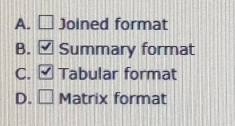 A. ☐ Joined format
B. ☑ Summary format
C. ☑ Tabular format
D. ☐ Matrix format